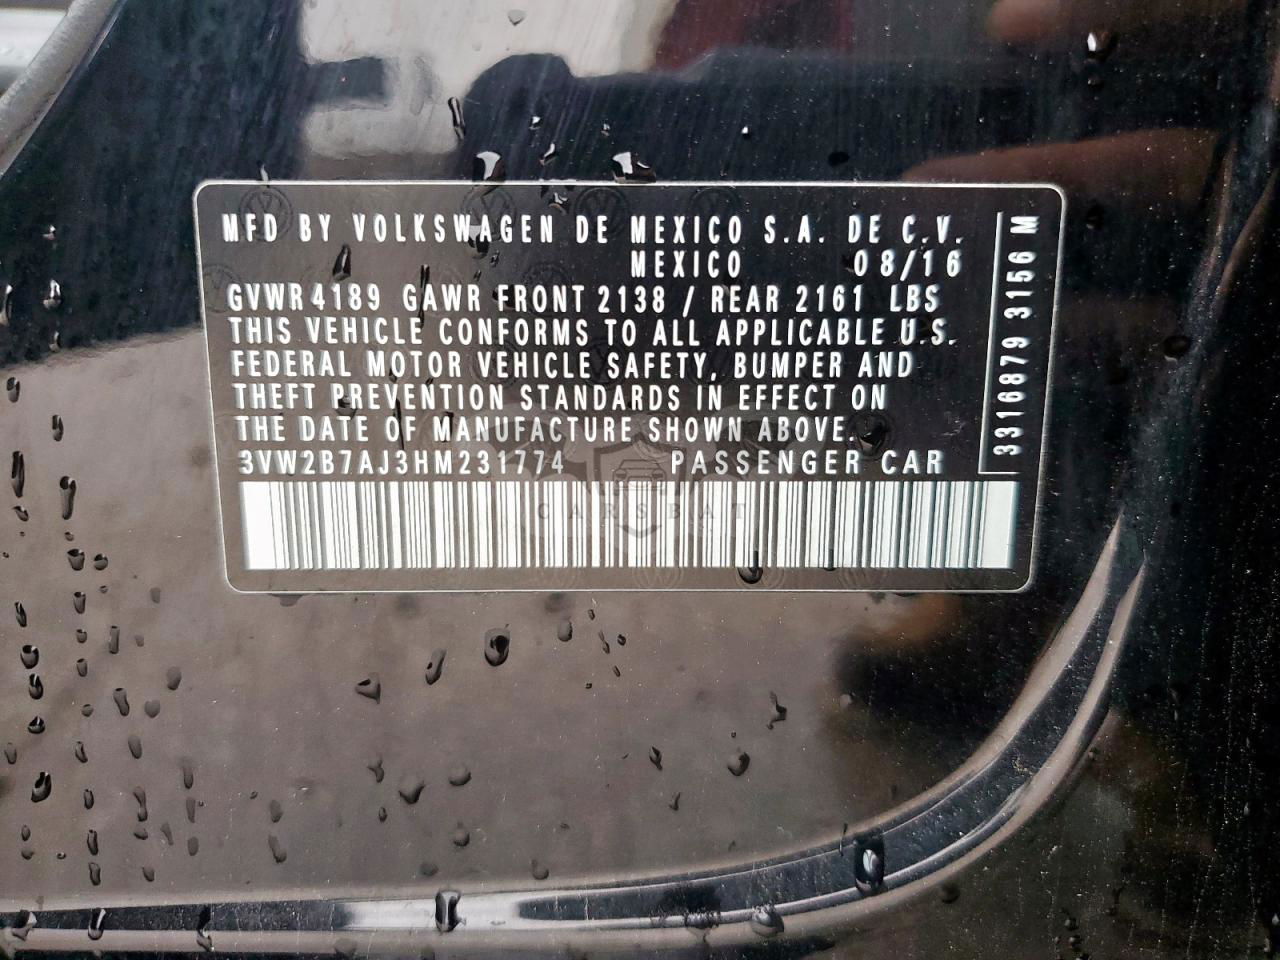 MFD BY VOLKSWAGEN DE MEXICO S.A. DE C.V.
MEXICO 08/16
GVWR 4189 GAWR FRONT 2138 / REAR 2161 LBS
THIS VEHICLE CONFORMS TO ALL APPLICABLE U.S.
FEDERAL MOTOR VEHICLE SAFETY, BUMPER AND
THEFT PREVENTION STANDARDS IN EFFECT ON
THE DATE OF MANUFACTURE SHOWN ABOVE.
3VW2B7AJ3HM231774 PASSENGER CAR
3316879 3156 M
CARSBAT